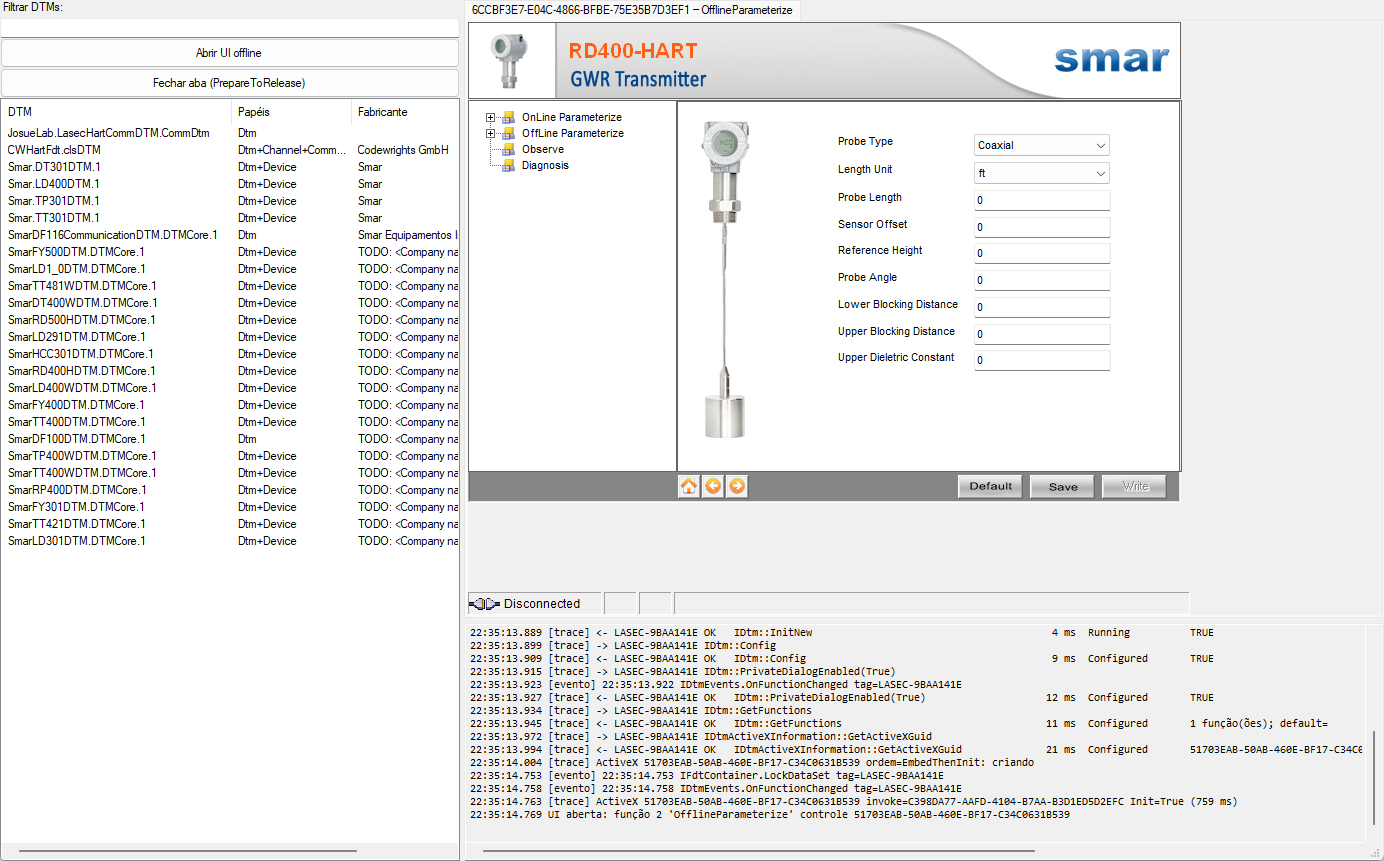 Filtrar DTMs:
Abrir UI offline
Fechar aba (PrepareToRelease)
DTM Papéis Fabricante
JosueLab.LasecHartCommDTM.CommDtm Dtm
CWHartFdt.clsDTM Dtm+Channel+Comm... Codewrights GmbH
Smar.DT301DTM.1 Dtm+Device Smar
Smar.LD400DTM.1 Dtm+Device Smar
Smar.TP301DTM.1 Dtm+Device Smar
Smar.TT301DTM.1 Dtm+Device Smar
SmarDF116CommunicationDTM.DTMCore.1 Dtm Smar Equipamentos I
SmarFY500DTM.DTMCore.1 Dtm+Device TODO: <Company na
SmarLD1_0DTM.DTMCore.1 Dtm+Device TODO: <Company na
SmarTT481WDTM.DTMCore.1 Dtm+Device TODO: <Company na
SmarDT400WDTM.DTMCore.1 Dtm+Device TODO: <Company na
SmarRD500HDTM.DTMCore.1 Dtm+Device TODO: <Company na
SmarLD291DTM.DTMCore.1 Dtm+Device TODO: <Company na
SmarHCC301DTM.DTMCore.1 Dtm+Device TODO: <Company na
SmarRD400HDTM.DTMCore.1 Dtm+Device TODO: <Company na
SmarLD400WDTM.DTMCore.1 Dtm+Device TODO: <Company na
SmarFY400DTM.DTMCore.1 Dtm+Device TODO: <Company na
SmarTT400DTM.DTMCore.1 Dtm+Device TODO: <Company na
SmarDF100DTM.DTMCore.1 Dtm TODO: <Company na
SmarTP400WDTM.DTMCore.1 Dtm+Device TODO: <Company na
SmarTT400WDTM.DTMCore.1 Dtm+Device TODO: <Company na
SmarRP400DTM.DTMCore.1 Dtm+Device TODO: <Company na
SmarFY301DTM.DTMCore.1 Dtm+Device TODO: <Company na
SmarTT421DTM.DTMCore.1 Dtm+Device TODO: <Company na
SmarLD301DTM.DTMCore.1 Dtm+Device TODO: <Company na
6CCBF3E7-E04C-4866-BFBE-75E35B7D3EF1 – OfflineParameterize
RD400-HART
GWR Transmitter
smar
OnLine Parameterize
OffLine Parameterize
Observe
Diagnosis
Probe Type Coaxial
Length Unit ft
Probe Length 0
Sensor Offset 0
Reference Height 0
Probe Angle 0
Lower Blocking Distance 0
Upper Blocking Distance 0
Upper Dieletric Constant 0
Default Save Write
Disconnected
22:35:13.889 [trace] <- LASEC-9BAA141E OK IDtm::InitNew 4 ms Running TRUE
22:35:13.899 [trace] -> LASEC-9BAA141E IDtm::Config
22:35:13.909 [trace] <- LASEC-9BAA141E OK IDtm::Config 9 ms Configured TRUE
22:35:13.915 [trace] -> LASEC-9BAA141E IDtm::PrivateDialogEnabled(True)
22:35:13.923 [evento] 22:35:13.922 IDtmEvents.OnFunctionChanged tag=LASEC-9BAA141E
22:35:13.927 [trace] <- LASEC-9BAA141E OK IDtm::PrivateDialogEnabled(True) 12 ms Configured TRUE
22:35:13.934 [trace] -> LASEC-9BAA141E IDtm::GetFunctions
22:35:13.945 [trace] <- LASEC-9BAA141E OK IDtm::GetFunctions 11 ms Configured 1 função(ões); default=
22:35:13.972 [trace] -> LASEC-9BAA141E IDtmActiveXInformation::GetActiveXGuid
22:35:13.994 [trace] <- LASEC-9BAA141E OK IDtmActiveXInformation::GetActiveXGuid 21 ms Configured 51703EAB-50AB-460E-BF17-C34C0
22:35:14.004 [trace] ActiveX 51703EAB-50AB-460E-BF17-C34C0631B539 ordem=EmbedThenInit: criando
22:35:14.753 [evento] 22:35:14.753 IFdtContainer.LockDataSet tag=LASEC-9BAA141E
22:35:14.758 [evento] 22:35:14.758 IDtmEvents.OnFunctionChanged tag=LASEC-9BAA141E
22:35:14.763 [trace] ActiveX 51703EAB-50AB-460E-BF17-C34C0631B539 invoke=C398DA77-AAFD-4104-B7AA-B3D1ED5D2EFC Init=True (759 ms)
22:35:14.769 UI aberta: função 2 'OfflineParameterize' controle 51703EAB-50AB-460E-BF17-C34C0631B539